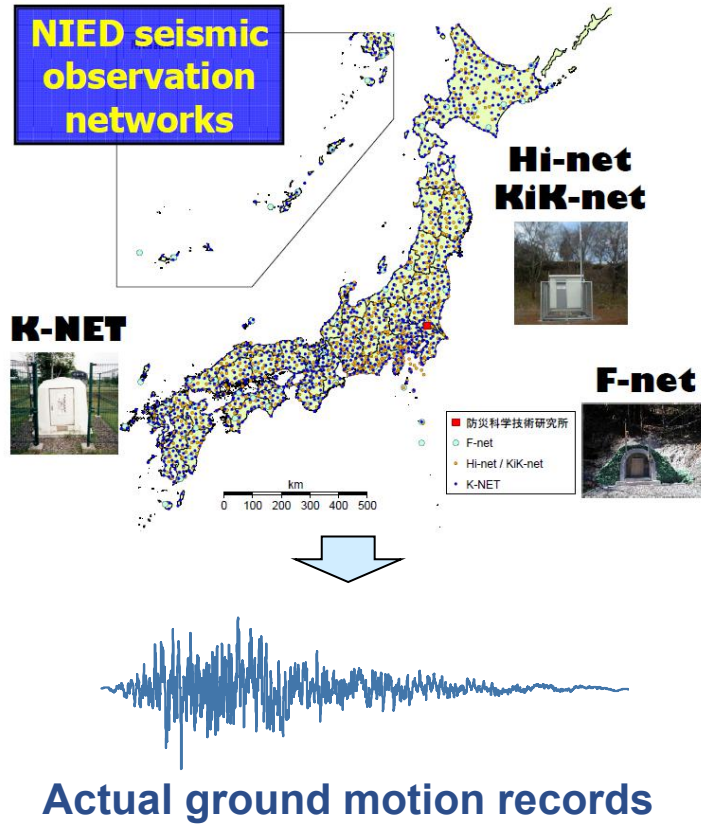 NIED seismic
observation
networks
Hi-net
KiK-net
K-NET
F-net
防災科学技術研究所
F-net
Hi-net / KiK-net
K-NET
km
0 100 200 300 400 500
Actual ground motion records